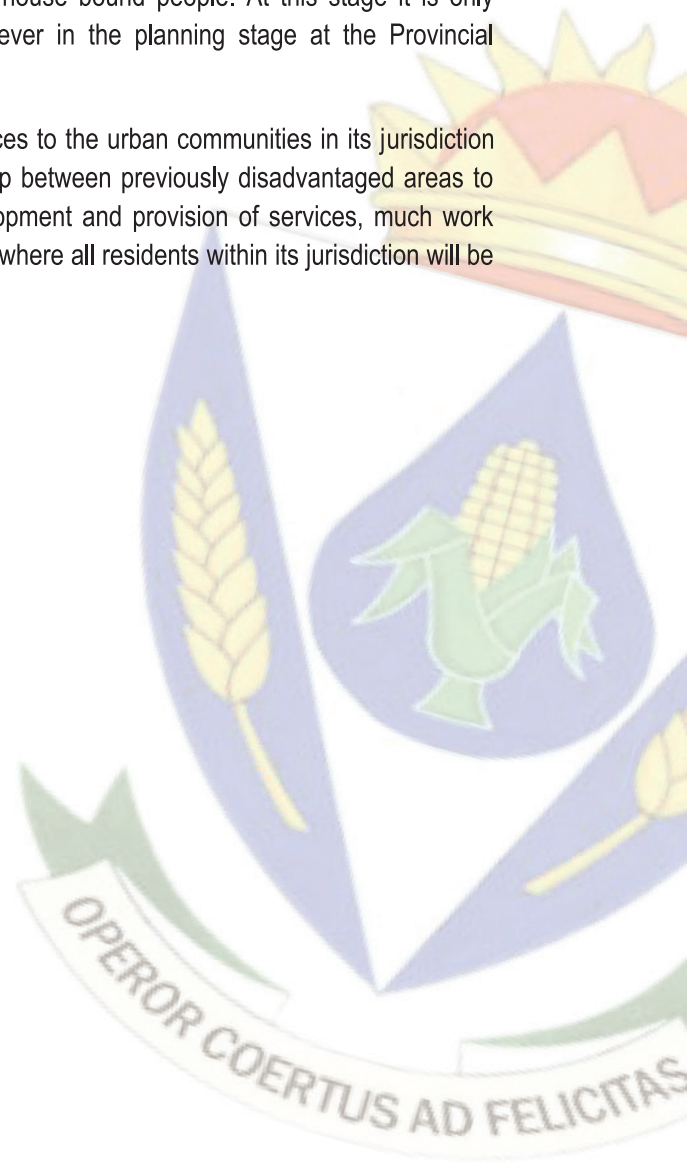 house bound people. At this stage it is only
ever in the planning stage at the Provincial
ces to the urban communities in its jurisdiction
p between previously disadvantaged areas to
opment and provision of services, much work
where all residents within its jurisdiction will be
OPEROR COERTUS AD FELICITAS